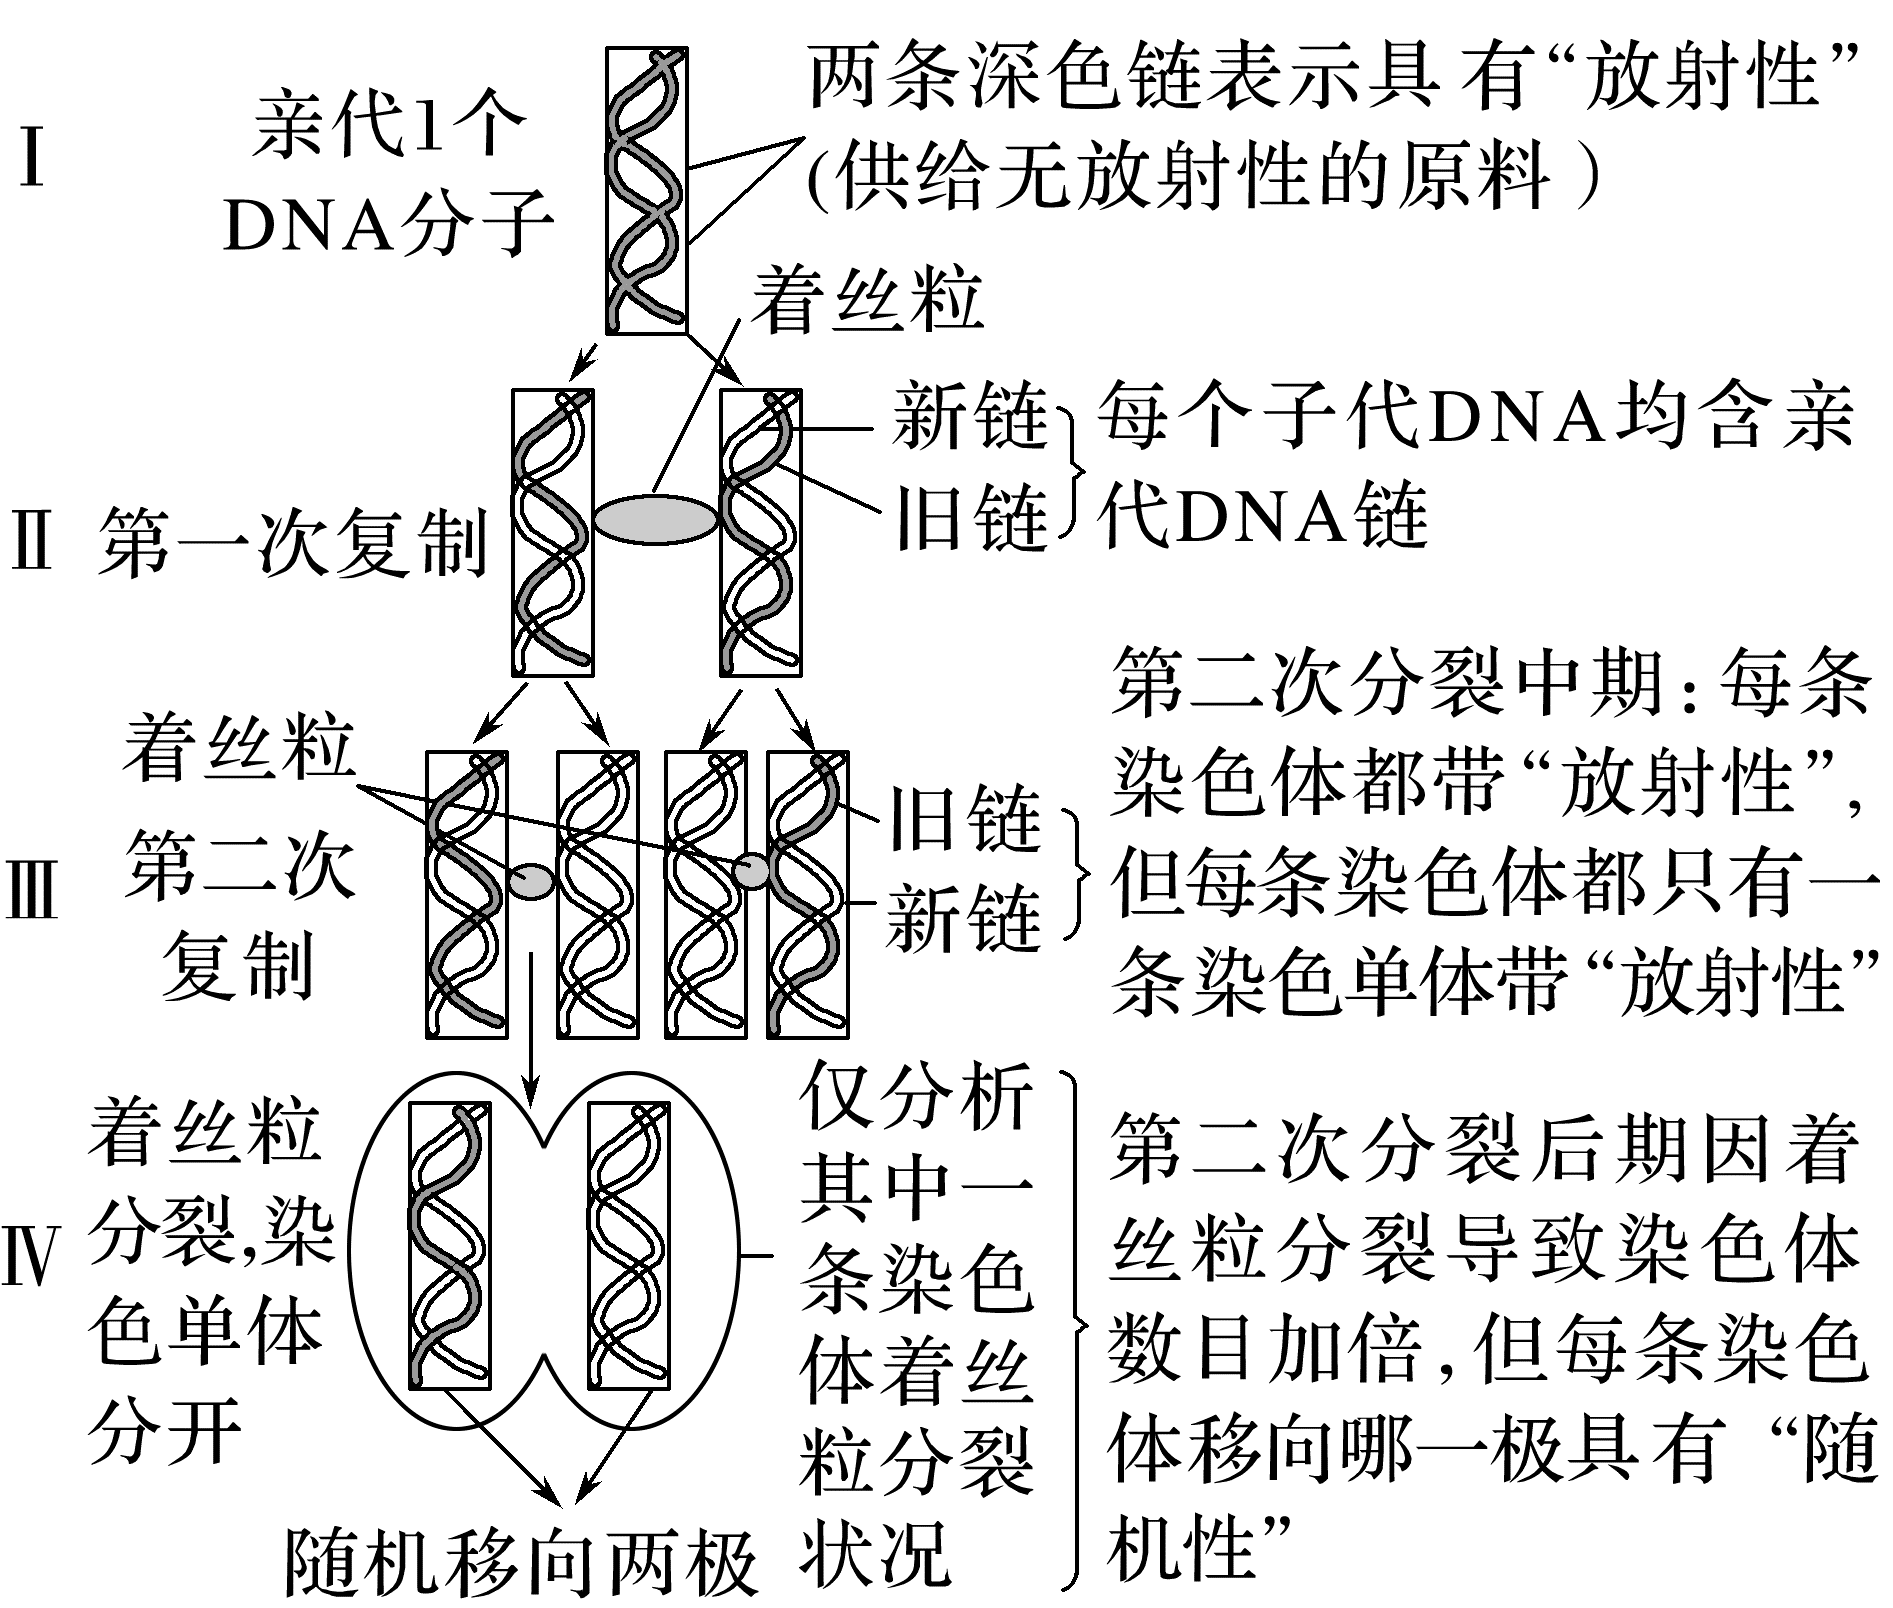 Ⅰ
亲代1个
DNA分子
两条深色链表示具有“放射性”
(供给无放射性的原料)
着丝粒
Ⅱ 第一次复制
新链
旧链
每个子代DNA均含亲
代DNA链
着丝粒
Ⅲ
第二次
复制
旧链
新链
第二次分裂中期:每条
染色体都带“放射性”,
但每条染色体都只有一
条染色单体带“放射性”
Ⅳ
着丝粒
分裂,染
色单体
分开
随机移向两极
仅分析
其中一
条染色
体着丝
粒分裂
状况
第二次分裂后期因着
丝粒分裂导致染色体
数目加倍,但每条染色
体移向哪一极具有“随
机性”